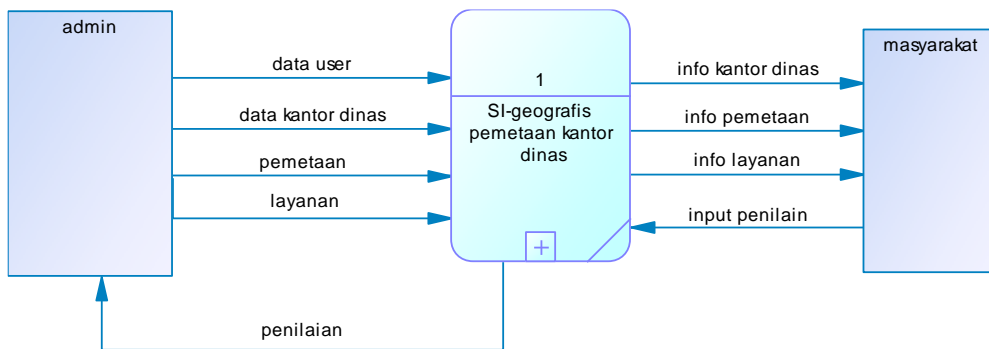 admin
masyarakat
data user
data kantor dinas
pemetaan
layanan
1
SI-geografis
pemetaan kantor
dinas
info kantor dinas
info pemetaan
info layanan
input penilain
penilaian